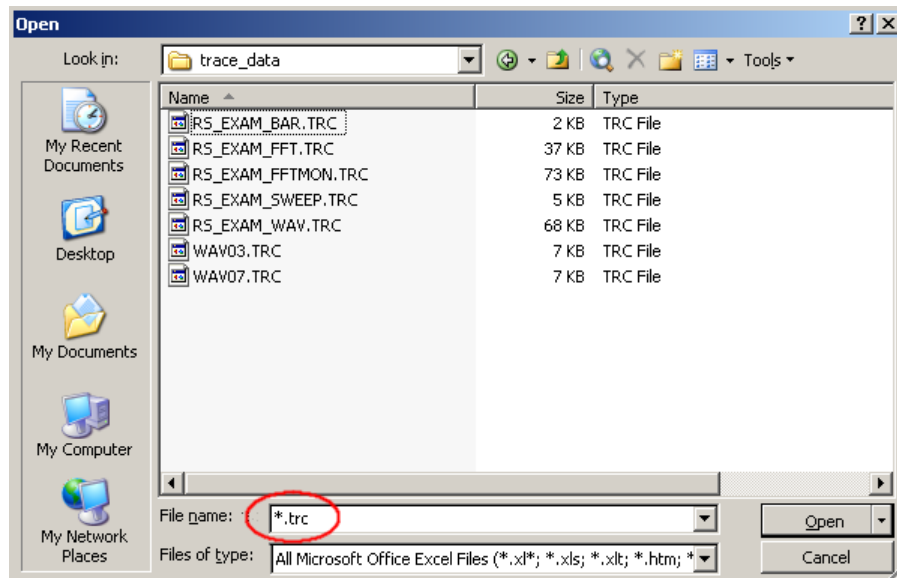 Open
Look in: trace_data Tools
Name Size Type
RS_EXAM_BAR.TRC 2 KB TRC File
RS_EXAM_FFT.TRC 37 KB TRC File
RS_EXAM_FFTMON.TRC 73 KB TRC File
RS_EXAM_SWEEP.TRC 5 KB TRC File
RS_EXAM_WAV.TRC 68 KB TRC File
WAV03.TRC 7 KB TRC File
WAV07.TRC 7 KB TRC File
My Recent
Documents
Desktop
My Documents
My Computer
My Network
Places
File name: *.trc Open
Files of type: All Microsoft Office Excel Files (*.xl*; *.xls; *.xlt; *.htm; * Cancel